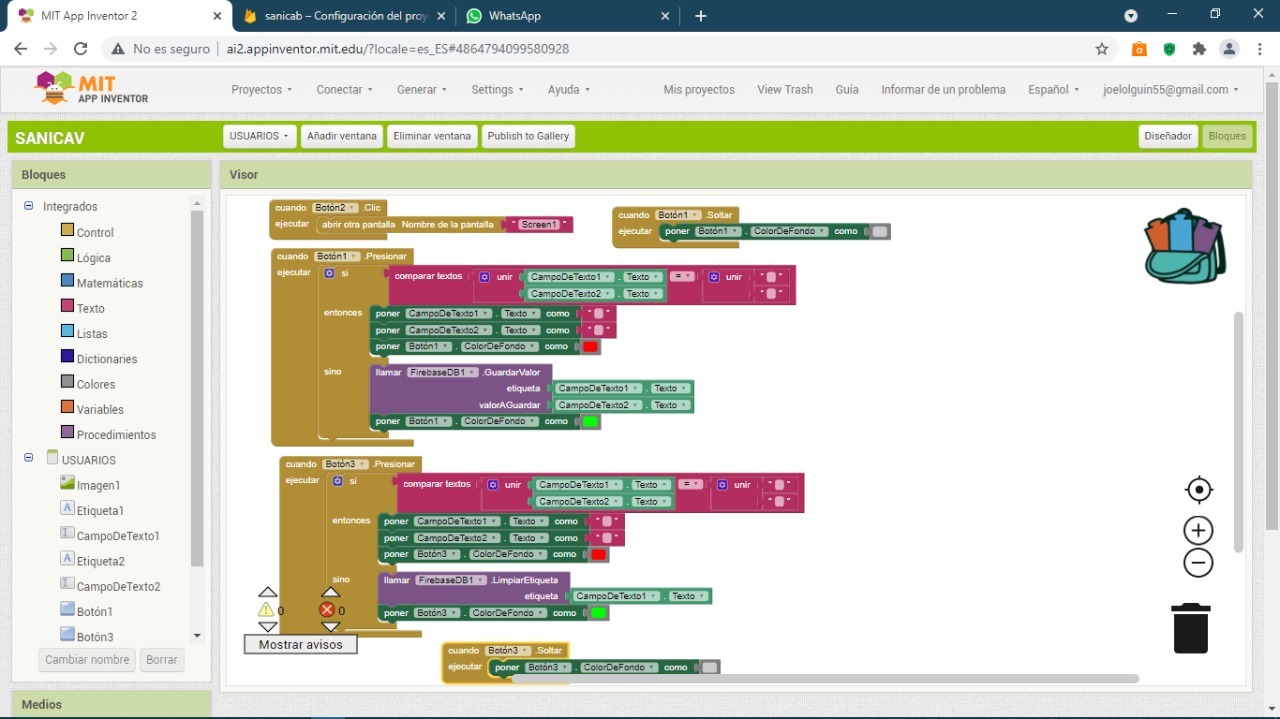 MIT App Inventor 2
sanicab – Configuración del proy
WhatsApp
No es seguro ai2.appinventor.mit.edu/?locale=es_ES#4864794099580928
MIT
APP INVENTOR
Proyectos Conectar Generar Settings Ayuda Mis proyectos View Trash Guía Informar de un problema Español joelolguin55@gmail.com
SANICAV USUARIOS Añadir ventana Eliminar ventana Publish to Gallery Diseñador Bloques
Bloques
Integrados
Control
Lógica
Matemáticas
Texto
Listas
Dictionaries
Colores
Variables
Procedimientos
USUARIOS
Imagen1
Etiqueta1
CampoDeTexto1
Etiqueta2
CampoDeTexto2
Botón1
Botón3
Cambiar nombre Borrar
Medios
Visor
cuando Botón2 .Clic
ejecutar abrir otra pantalla Nombre de la pantalla " Screen1 "
cuando Botón1 .Soltar
ejecutar poner Botón1 . ColorDeFondo como
cuando Botón1 .Presionar
ejecutar si comparar textos unir CampoDeTexto1 . Texto = unir " "
CampoDeTexto2 . Texto " "
entonces poner CampoDeTexto1 . Texto como " "
poner CampoDeTexto2 . Texto como " "
poner Botón1 . ColorDeFondo como
sino llamar FirebaseDB1 .GuardarValor
etiqueta CampoDeTexto1 . Texto
valorAGuardar CampoDeTexto2 . Texto
poner Botón1 . ColorDeFondo como
cuando Botón3 .Presionar
ejecutar si comparar textos unir CampoDeTexto1 . Texto = unir " "
CampoDeTexto2 . Texto " "
entonces poner CampoDeTexto1 . Texto como " "
poner CampoDeTexto2 . Texto como " "
poner Botón3 . ColorDeFondo como
sino llamar FirebaseDB1 .LimpiarEtiqueta
etiqueta CampoDeTexto1 . Texto
poner Botón3 . ColorDeFondo como
0 0
Mostrar avisos
cuando Botón3 .Soltar
ejecutar poner Botón3 . ColorDeFondo como